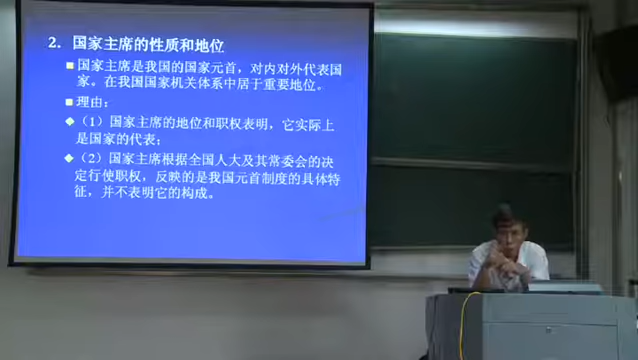 2. 国家主席的性质和地位
■国家主席是我国的国家元首，对内对外代表国
家。在我国国家机关体系中居于重要地位。
■理由：
◆（1）国家主席的地位和职权表明，它实际上
是国家的代表；
◆（2）国家主席根据全国人大及其常委会的决
定行使职权，反映的是我国元首制度的具体特
征，并不表明它的构成。